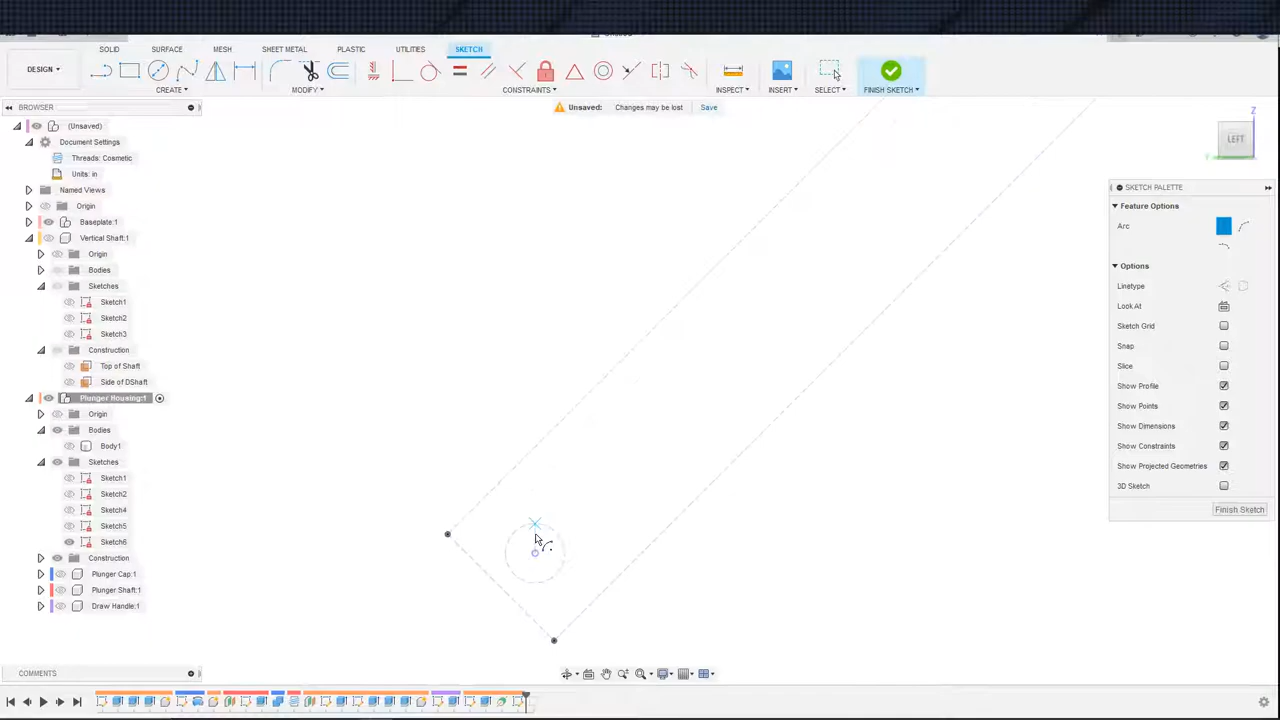 SOLID SURFACE MESH SHEET METAL PLASTIC UTILITIES SKETCH
DESIGN
CREATE MODIFY CONSTRAINTS INSPECT INSERT SELECT FINISH SKETCH
BROWSER
Unsaved: Changes may be lost Save
(Unsaved)
Document Settings
Threads: Cosmetic
Units: in
Named Views
Origin
Baseplate:1
Vertical Shaft:1
Origin
Bodies
Sketches
Sketch1
Sketch2
Sketch3
Construction
Top of Shaft
Side of DShaft
Plunger Housing:1
Origin
Bodies
Body1
Sketches
Sketch1
Sketch2
Sketch4
Sketch5
Sketch6
Construction
Plunger Cap:1
Plunger Shaft:1
Draw Handle:1
COMMENTS
Z
LEFT
Y
SKETCH PALETTE
Feature Options
Arc
Options
Linetype
Look At
Sketch Grid
Snap
Slice
Show Profile
Show Points
Show Dimensions
Show Constraints
Show Projected Geometries
3D Sketch
Finish Sketch